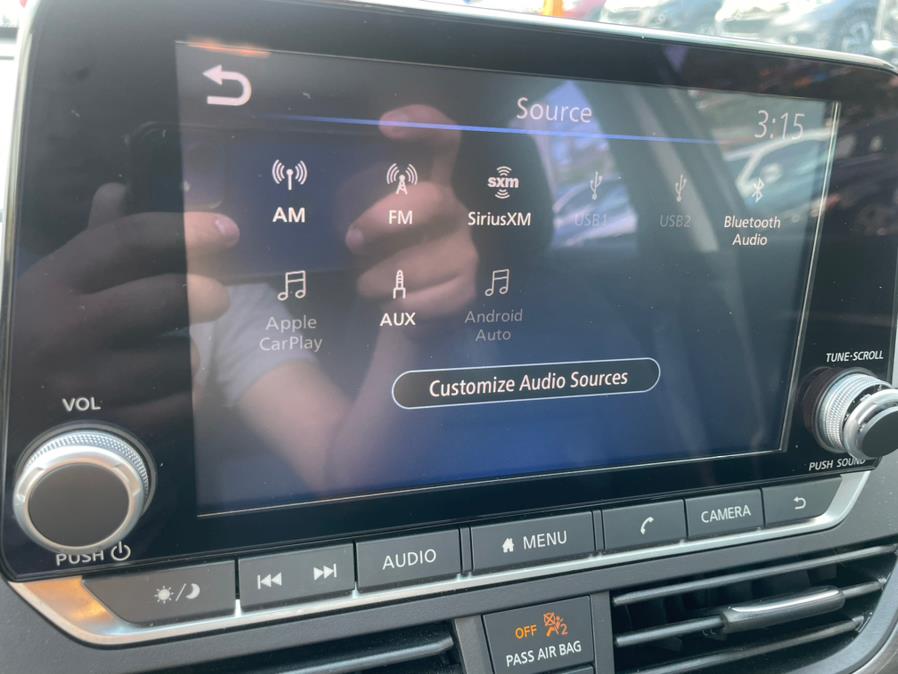 Source
3:15
AM
FM
sxm
SiriusXM
USB1
USB2
Bluetooth
Audio
Apple
CarPlay
AUX
Android
Auto
Customize Audio Sources
VOL
PUSH
TUNE·SCROLL
PUSH SOUND
AUDIO
MENU
CAMERA
OFF
2
PASS AIR BAG